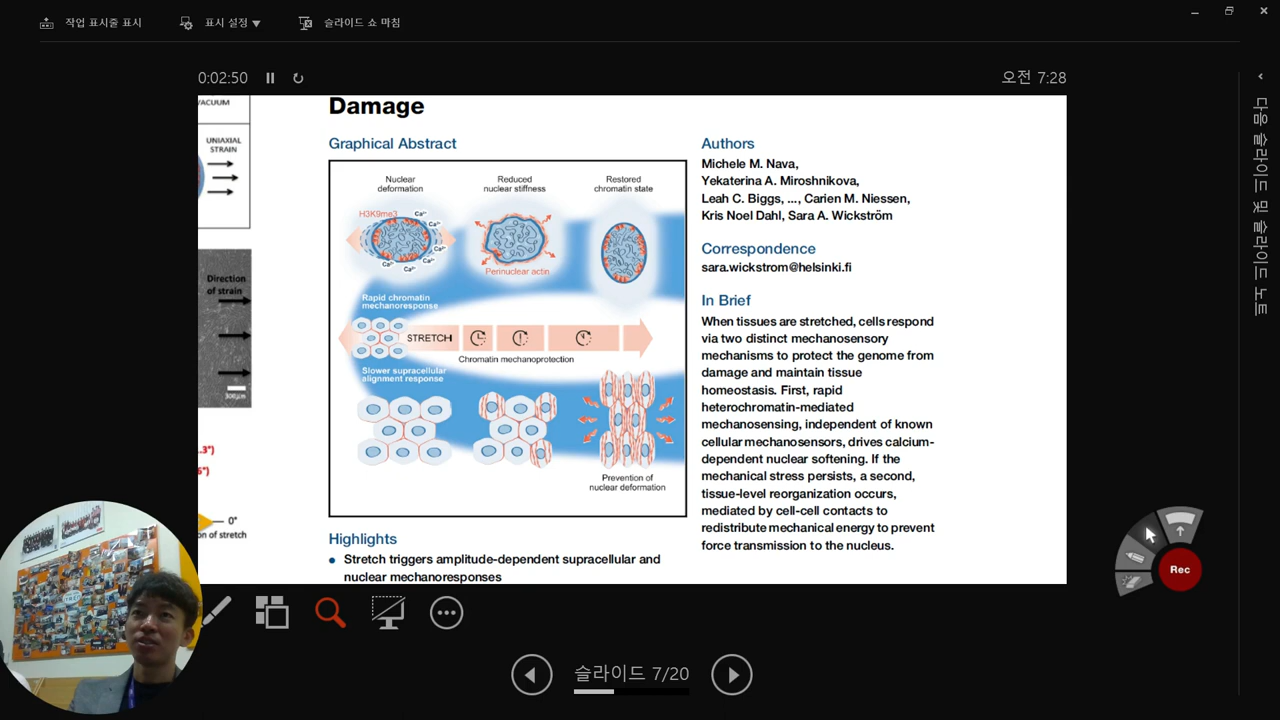 작업 표시줄 표시
표시 설정 ▼
슬라이드 쇼 마침
0:02:50
오전 7:28
다음 슬라이드 및 슬라이드 노트
VACUUM
UNIAXIAL
STRAIN
Direction
of strain
300μm
.3°)
6°)
0°
on of stretch
Damage
Graphical Abstract
Nuclear
deformation
Reduced
nuclear stiffness
Restored
chromatin state
H3K9me3
Ca²⁺
Ca²⁺
Ca²⁺
Ca²⁺
Ca²⁺
Ca²⁺
Perinuclear actin
Rapid chromatin
mechanoresponse
STRETCH
Chromatin mechanoprotection
Slower supracellular
alignment response
Prevention of
nuclear deformation
Highlights
• Stretch triggers amplitude-dependent supracellular and
nuclear mechanoresponses
Authors
Michele M. Nava,
Yekaterina A. Miroshnikova,
Leah C. Biggs, ..., Carien M. Niessen,
Kris Noel Dahl, Sara A. Wickström
Correspondence
sara.wickstrom@helsinki.fi
In Brief
When tissues are stretched, cells respond
via two distinct mechanosensory
mechanisms to protect the genome from
damage and maintain tissue
homeostasis. First, rapid
heterochromatin-mediated
mechanosensing, independent of known
cellular mechanosensors, drives calcium-
dependent nuclear softening. If the
mechanical stress persists, a second,
tissue-level reorganization occurs,
mediated by cell-cell contacts to
redistribute mechanical energy to prevent
force transmission to the nucleus.
Rec
슬라이드 7/20